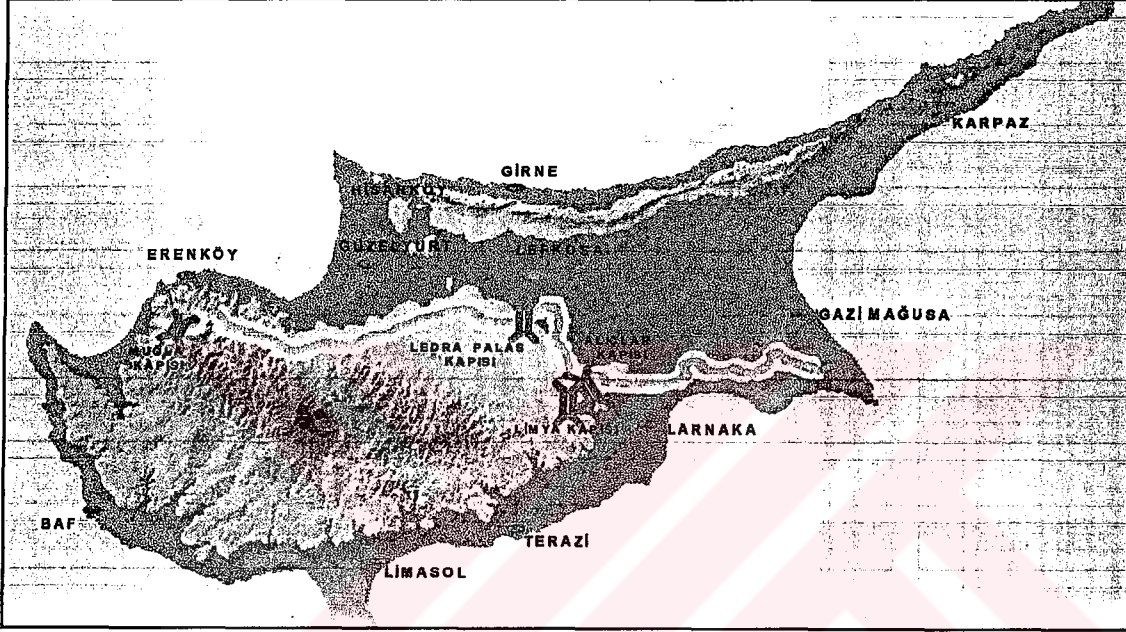 KARPAZ
GİRNE
HİSARKÖY
GÜZELYURT
LEFKOŞA
ERENKÖY
GAZİ MAĞUSA
LEDRA PALAS
KAPISI
KAPISI
KAPISI
LARNAKA
BAF
TERAZİ
LİMASOL